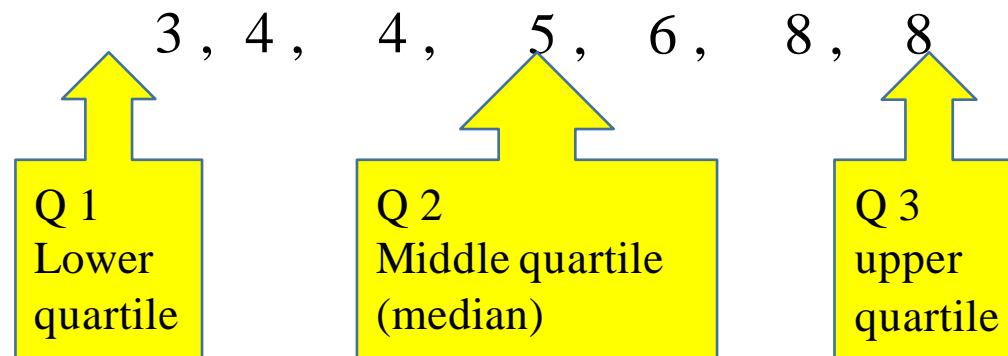 3 , 4 , 4 , 5 , 6 , 8 , 8
Q 1
Lower
quartile
Q 2
Middle quartile
(median)
Q 3
upper
quartile